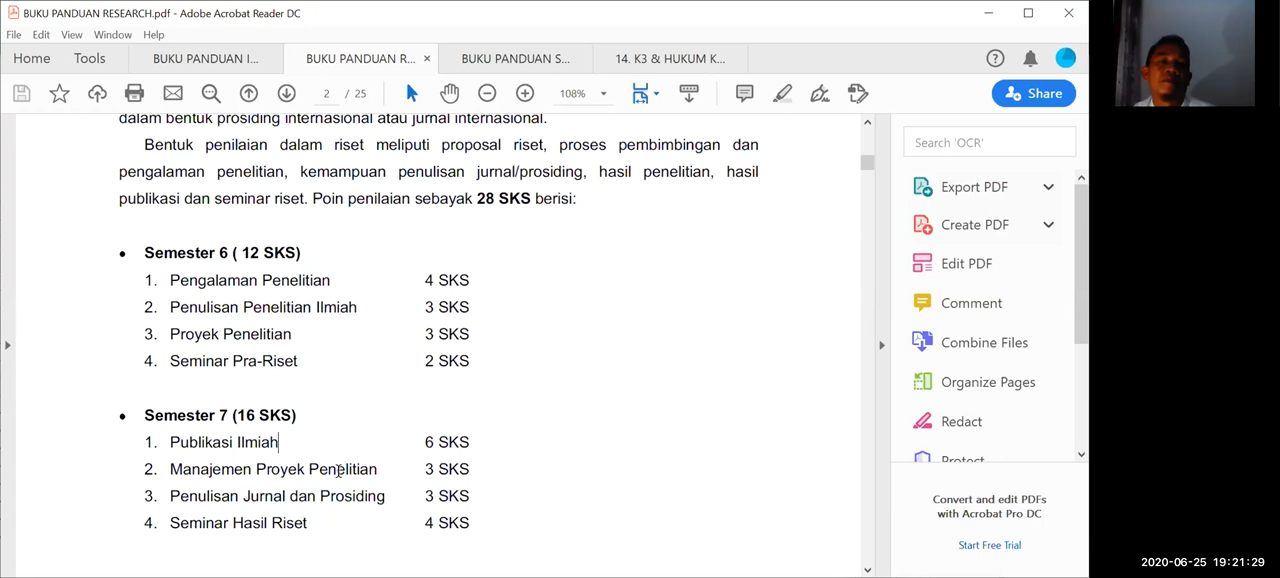 BUKU PANDUAN RESEARCH.pdf - Adobe Acrobat Reader DC
File Edit View Window Help
Home Tools BUKU PANDUAN I... BUKU PANDUAN R... × BUKU PANDUAN S... 14. K3 & HUKUM K...
2 / 25 108% Share
dalam bentuk prosiding internasional atau jurnal internasional.
Bentuk penilaian dalam riset meliputi proposal riset, proses pembimbingan dan
pengalaman penelitian, kemampuan penulisan jurnal/prosiding, hasil penelitian, hasil
publikasi dan seminar riset. Poin penilaian sebayak 28 SKS berisi:
• Semester 6 ( 12 SKS)
1. Pengalaman Penelitian 4 SKS
2. Penulisan Penelitian Ilmiah 3 SKS
3. Proyek Penelitian 3 SKS
4. Seminar Pra-Riset 2 SKS
• Semester 7 (16 SKS)
1. Publikasi Ilmiah 6 SKS
2. Manajemen Proyek Penelitian 3 SKS
3. Penulisan Jurnal dan Prosiding 3 SKS
4. Seminar Hasil Riset 4 SKS
Search 'OCR'
Export PDF
Create PDF
Edit PDF
Comment
Combine Files
Organize Pages
Redact
Protect
Convert and edit PDFs
with Acrobat Pro DC
Start Free Trial
2020-06-25 19:21:29